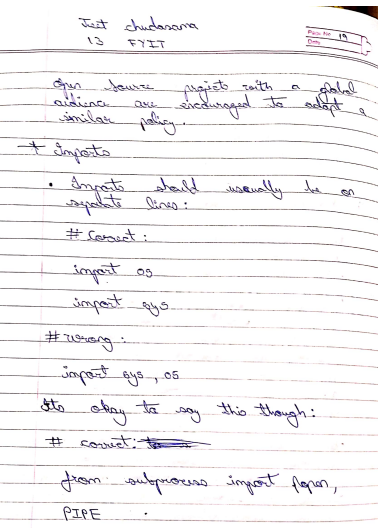 Jeet chudasama
13 FYIT
Page No 19
Date
open source projects with a global
aidience are encouraged to adopt a
similar policy.
* Imports
• Imports should usually be on
seperate lines:
# Correct:
import os
import sys
# wrong:
import sys, os
Its okay to say this though:
# correct:
from subprocess import Popen,
PIPE